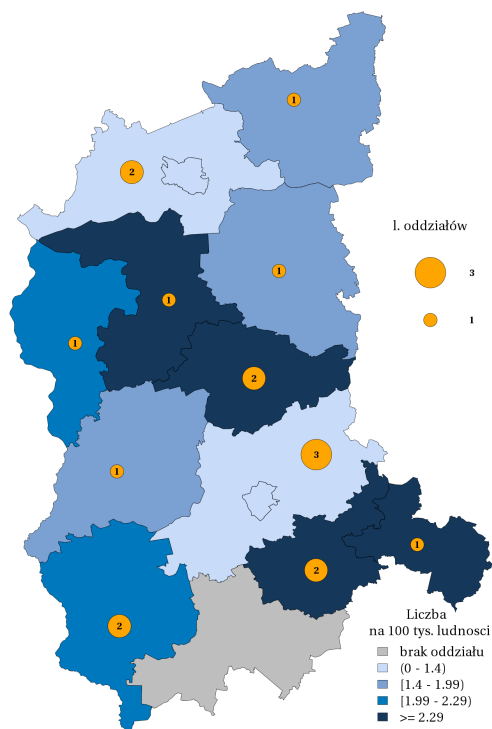 1
2
l. oddziałów
3
1
1
1
1
2
3
1
1
2
2
Liczba
na 100 tys. ludnosci
brak oddziału
(0 - 1.4)
[1.4 - 1.99)
[1.99 - 2.29)
>= 2.29